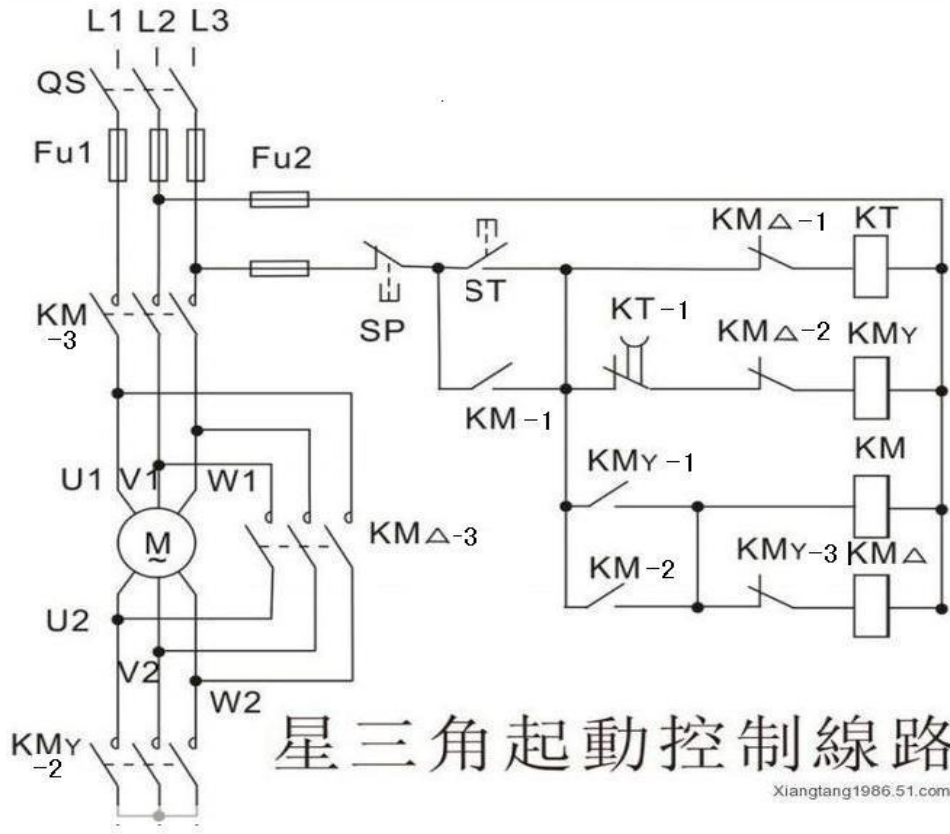 L1 L2 L3
QS
Fu1
Fu2
KM△-1
KT
ST
SP
KM
-3
KT-1
KM△-2
KMY
KM-1
KMY-1
KM
U1 V1 W1
M
~
KM△-3
KM-2
KMY-3
KM△
U2
V2
W2
KMY
-2
星三角起動控制線路
Xiangtang1986.51.com